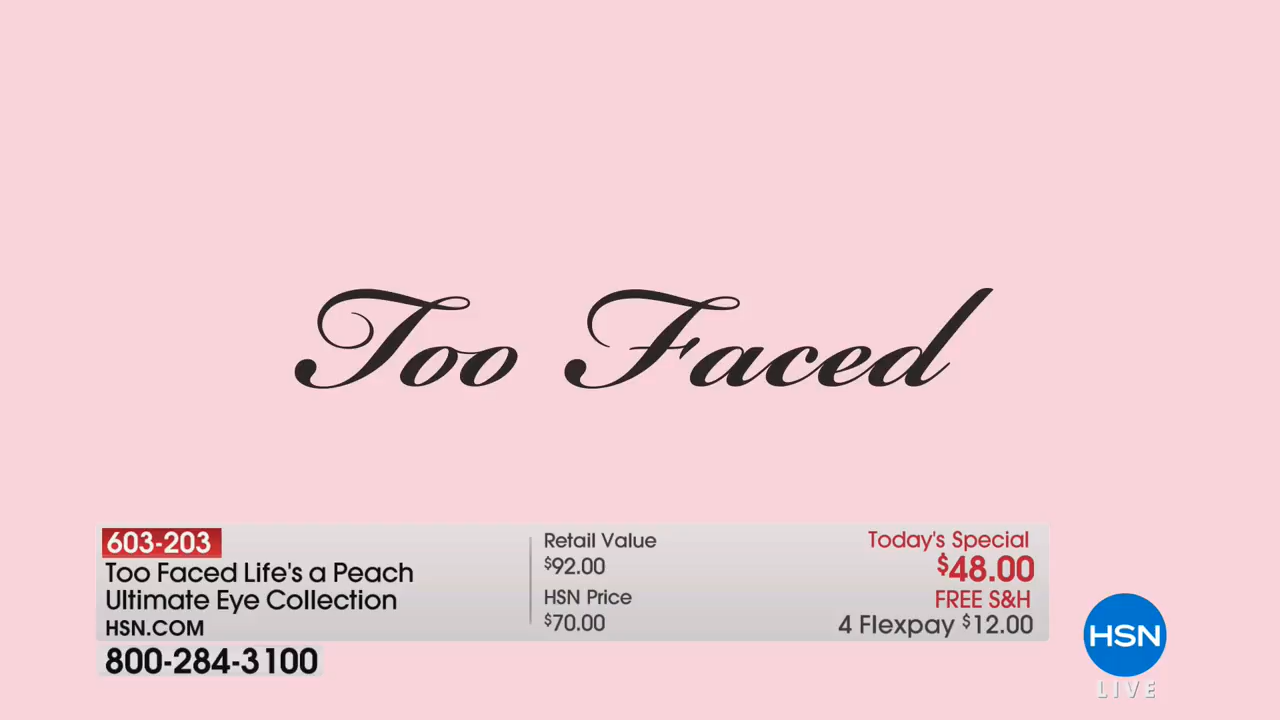 Too Faced
603-203
Too Faced Life's a Peach
Ultimate Eye Collection
HSN.COM
800-284-3100
Retail Value
$92.00
HSN Price
$70.00
Today's Special
$48.00
FREE S&H
4 Flexpay $12.00
HSN
LIVE